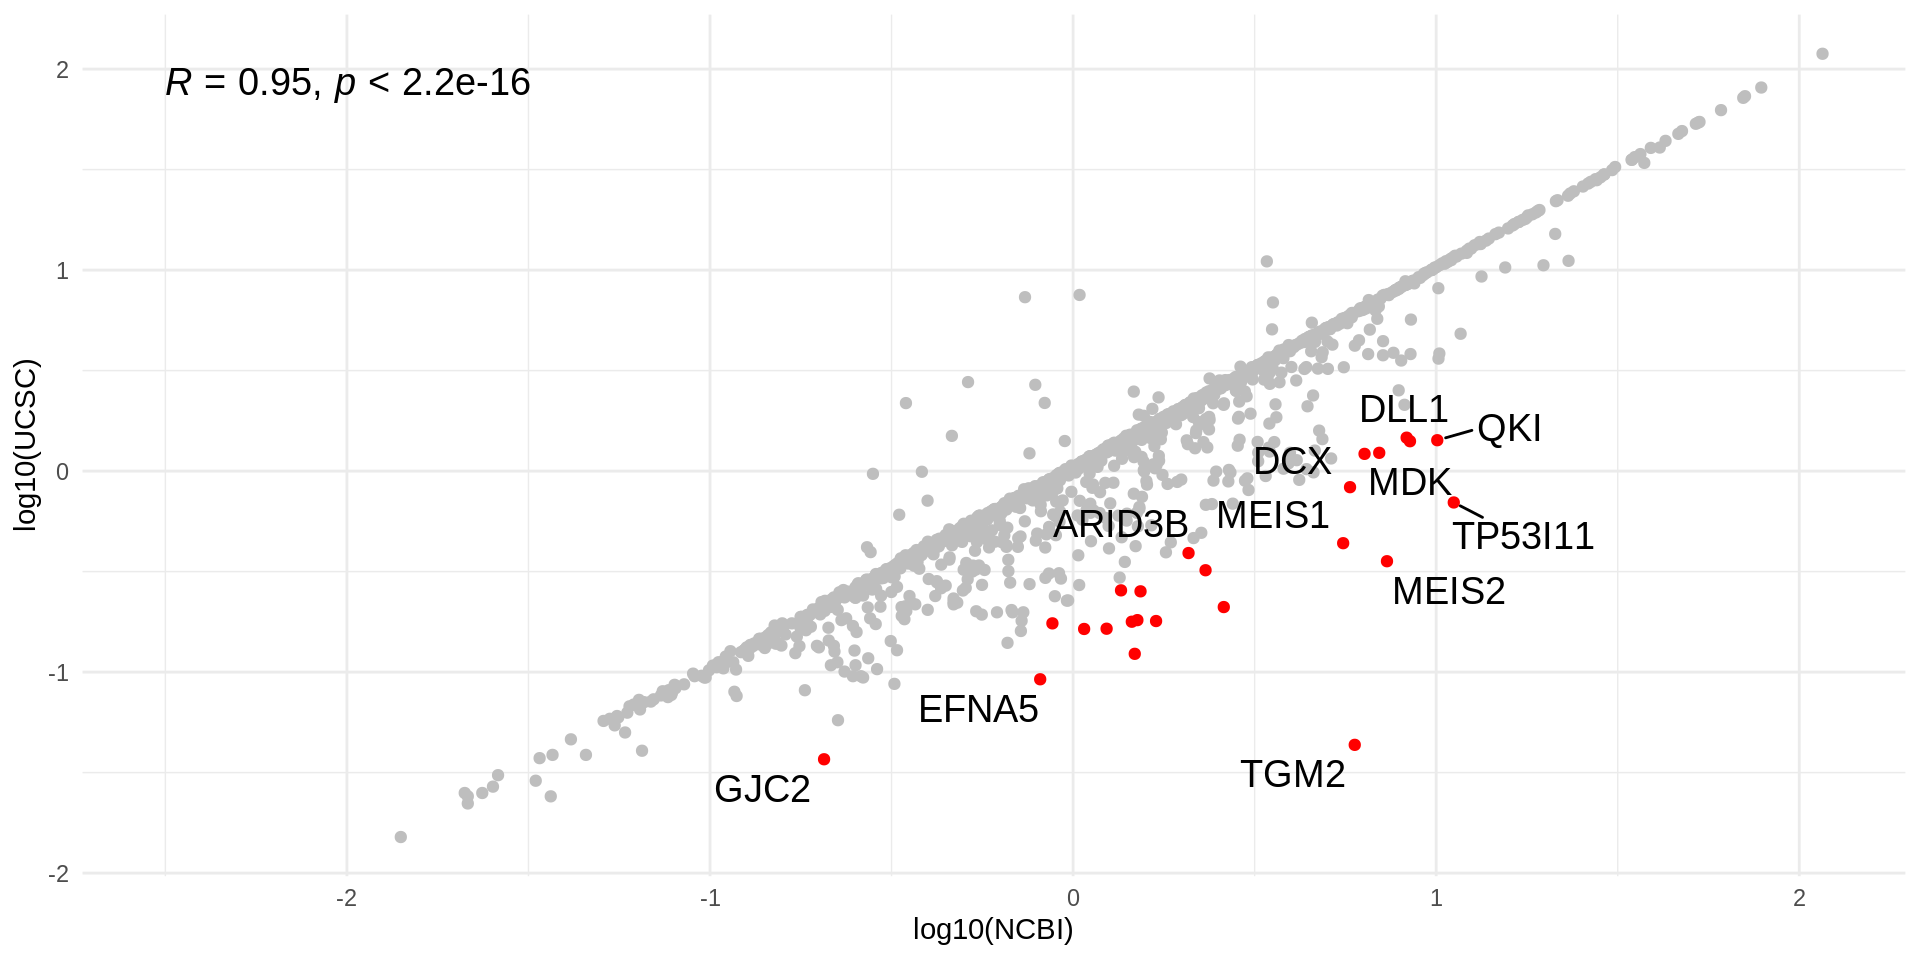 R = 0.95, p < 2.2e-16
2
1
0
-1
-2
log10(UCSC)
DLL1
QKI
DCX
MDK
MEIS1
ARID3B
TP53I11
MEIS2
EFNA5
TGM2
GJC2
-2
-1
0
1
2
log10(NCBI)